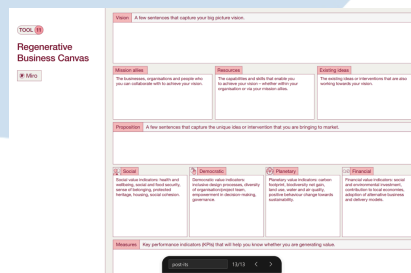 TOOL 11
Regenerative
Business Canvas
Miro
Vision A few sentences that capture your big picture vision.
Mission allies
The businesses, organisations and people who
you can collaborate with to achieve your vision.
Resources
The capabilities and skills that enable you
to achieve your vision – whether within your
organisation or via your mission allies.
Existing ideas
The existing ideas or interventions that are also
working towards your vision.
Proposition A few sentences that capture the unique idea or intervention that you are bringing to market.
Social
Social value indicators: health and
wellbeing, social and food security,
sense of belonging, protected
heritage, housing, social cohesion.
Democratic
Democratic value indicators:
inclusive design processes, diversity
of organisation/project team,
empowerment in decision-making,
governance.
Planetary
Planetary value indicators: carbon
footprint, biodiversity net gain,
land use, water and air quality,
positive behaviour change towards
sustainability.
Financial
Financial value indicators: social
and environmental investment,
contribution to local economies,
adoption of alternative business
and delivery models.
Measures Key performance indicators (KPIs) that will help you know whether you are generating value.
post-its 13/13